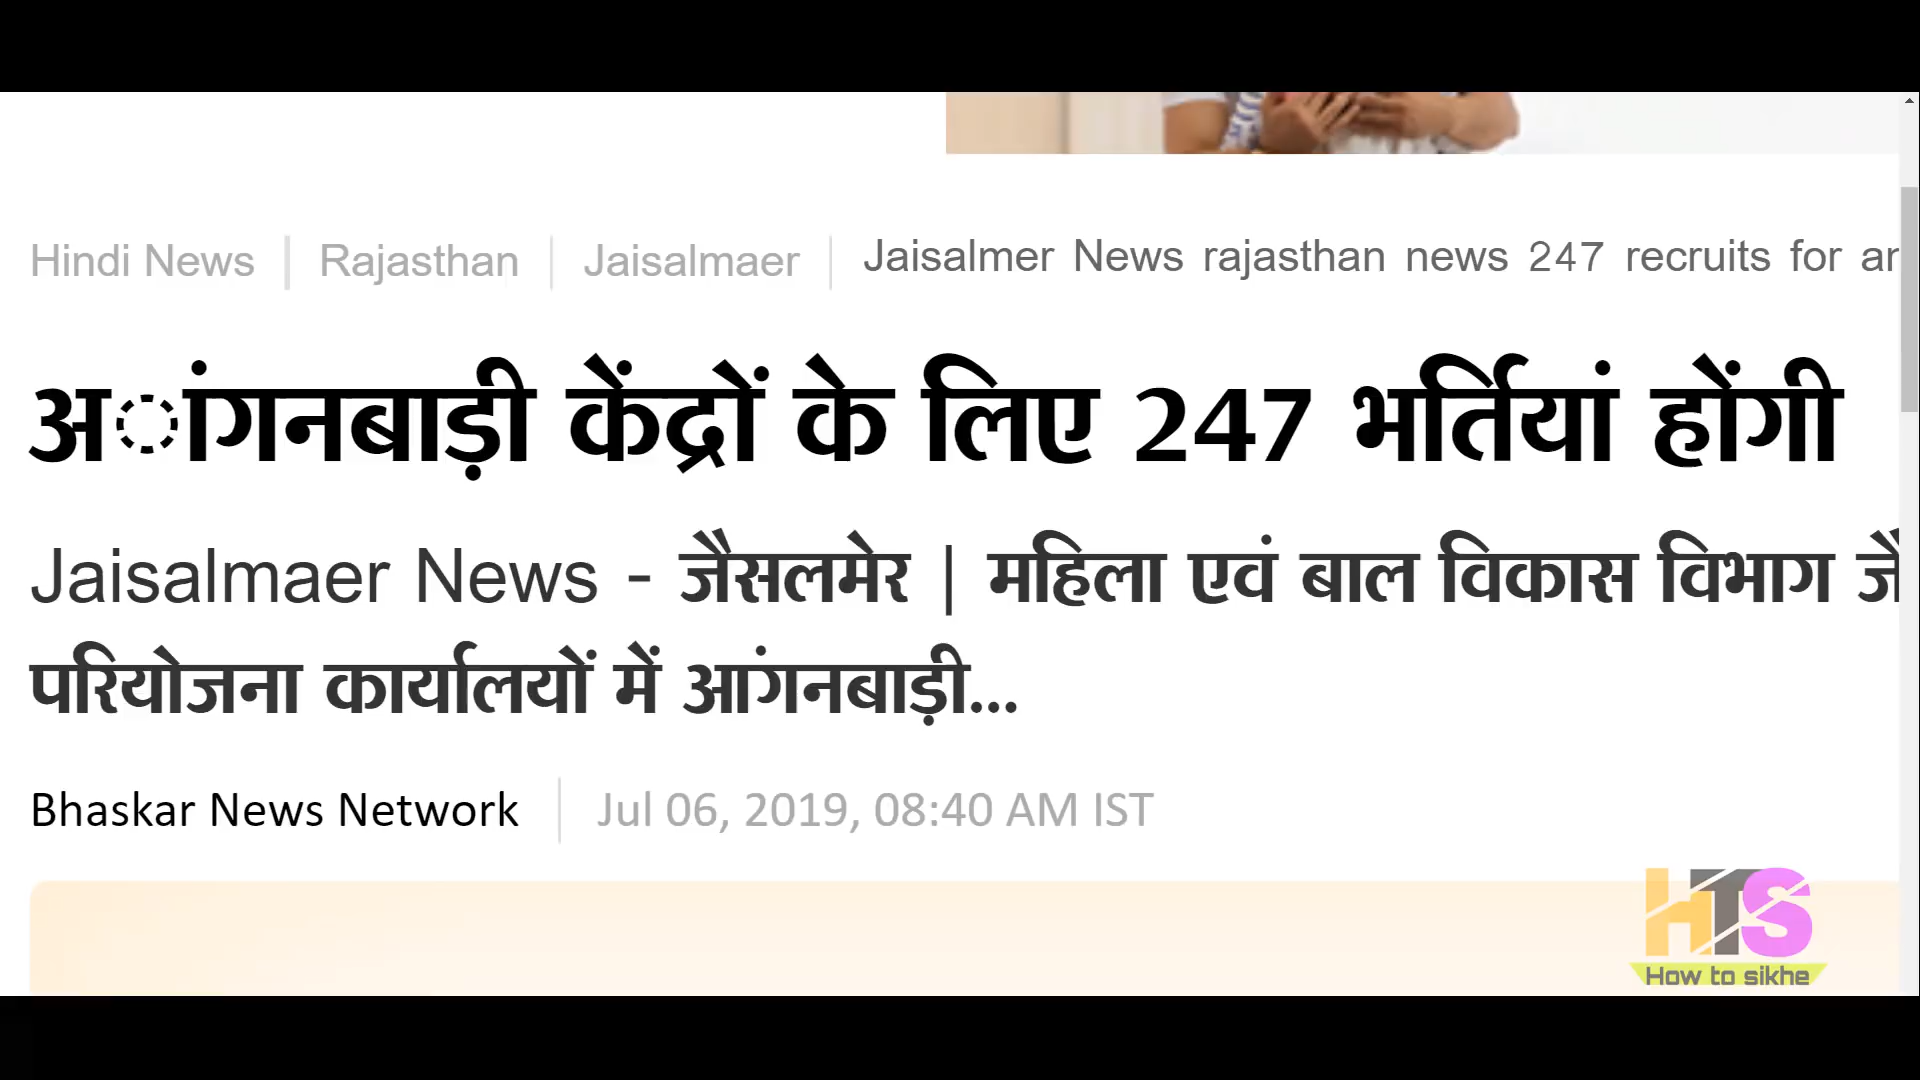 Hindi News | Rajasthan | Jaisalmaer | Jaisalmer News rajasthan news 247 recruits for
अांगनबाड़ी केंद्रों के लिए 247 भर्तियां होंगी
Jaisalmaer News - जैसलमेर | महिला एवं बाल विकास विभाग
परियोजना कार्यालयों में आंगनबाड़ी...
Bhaskar News Network | Jul 06, 2019, 08:40 AM IST
HTS
How to sikhe